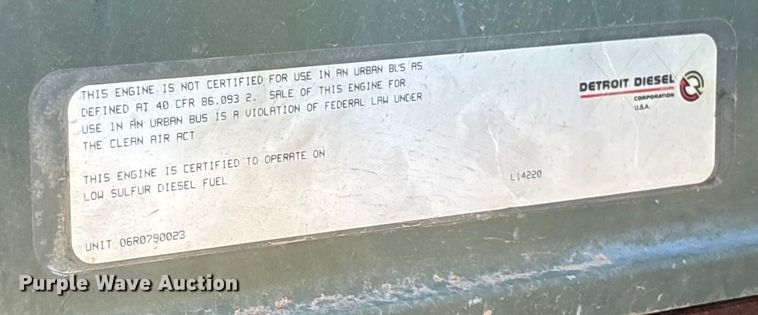 THIS ENGINE IS NOT CERTIFIED FOR USE IN AN URBAN BUS AS
DEFINED AT 40 CFR 86.093 2. SALE OF THIS ENGINE FOR
USE IN AN URBAN BUS IS A VIOLATION OF FEDERAL LAW UNDER
THE CLEAN AIR ACT
THIS ENGINE IS CERTIFIED TO OPERATE ON
LOW SULFUR DIESEL FUEL
UNIT 06R0790023
L14220
DETROIT DIESEL
CORPORATION
U.S.A.
Purple Wave Auction